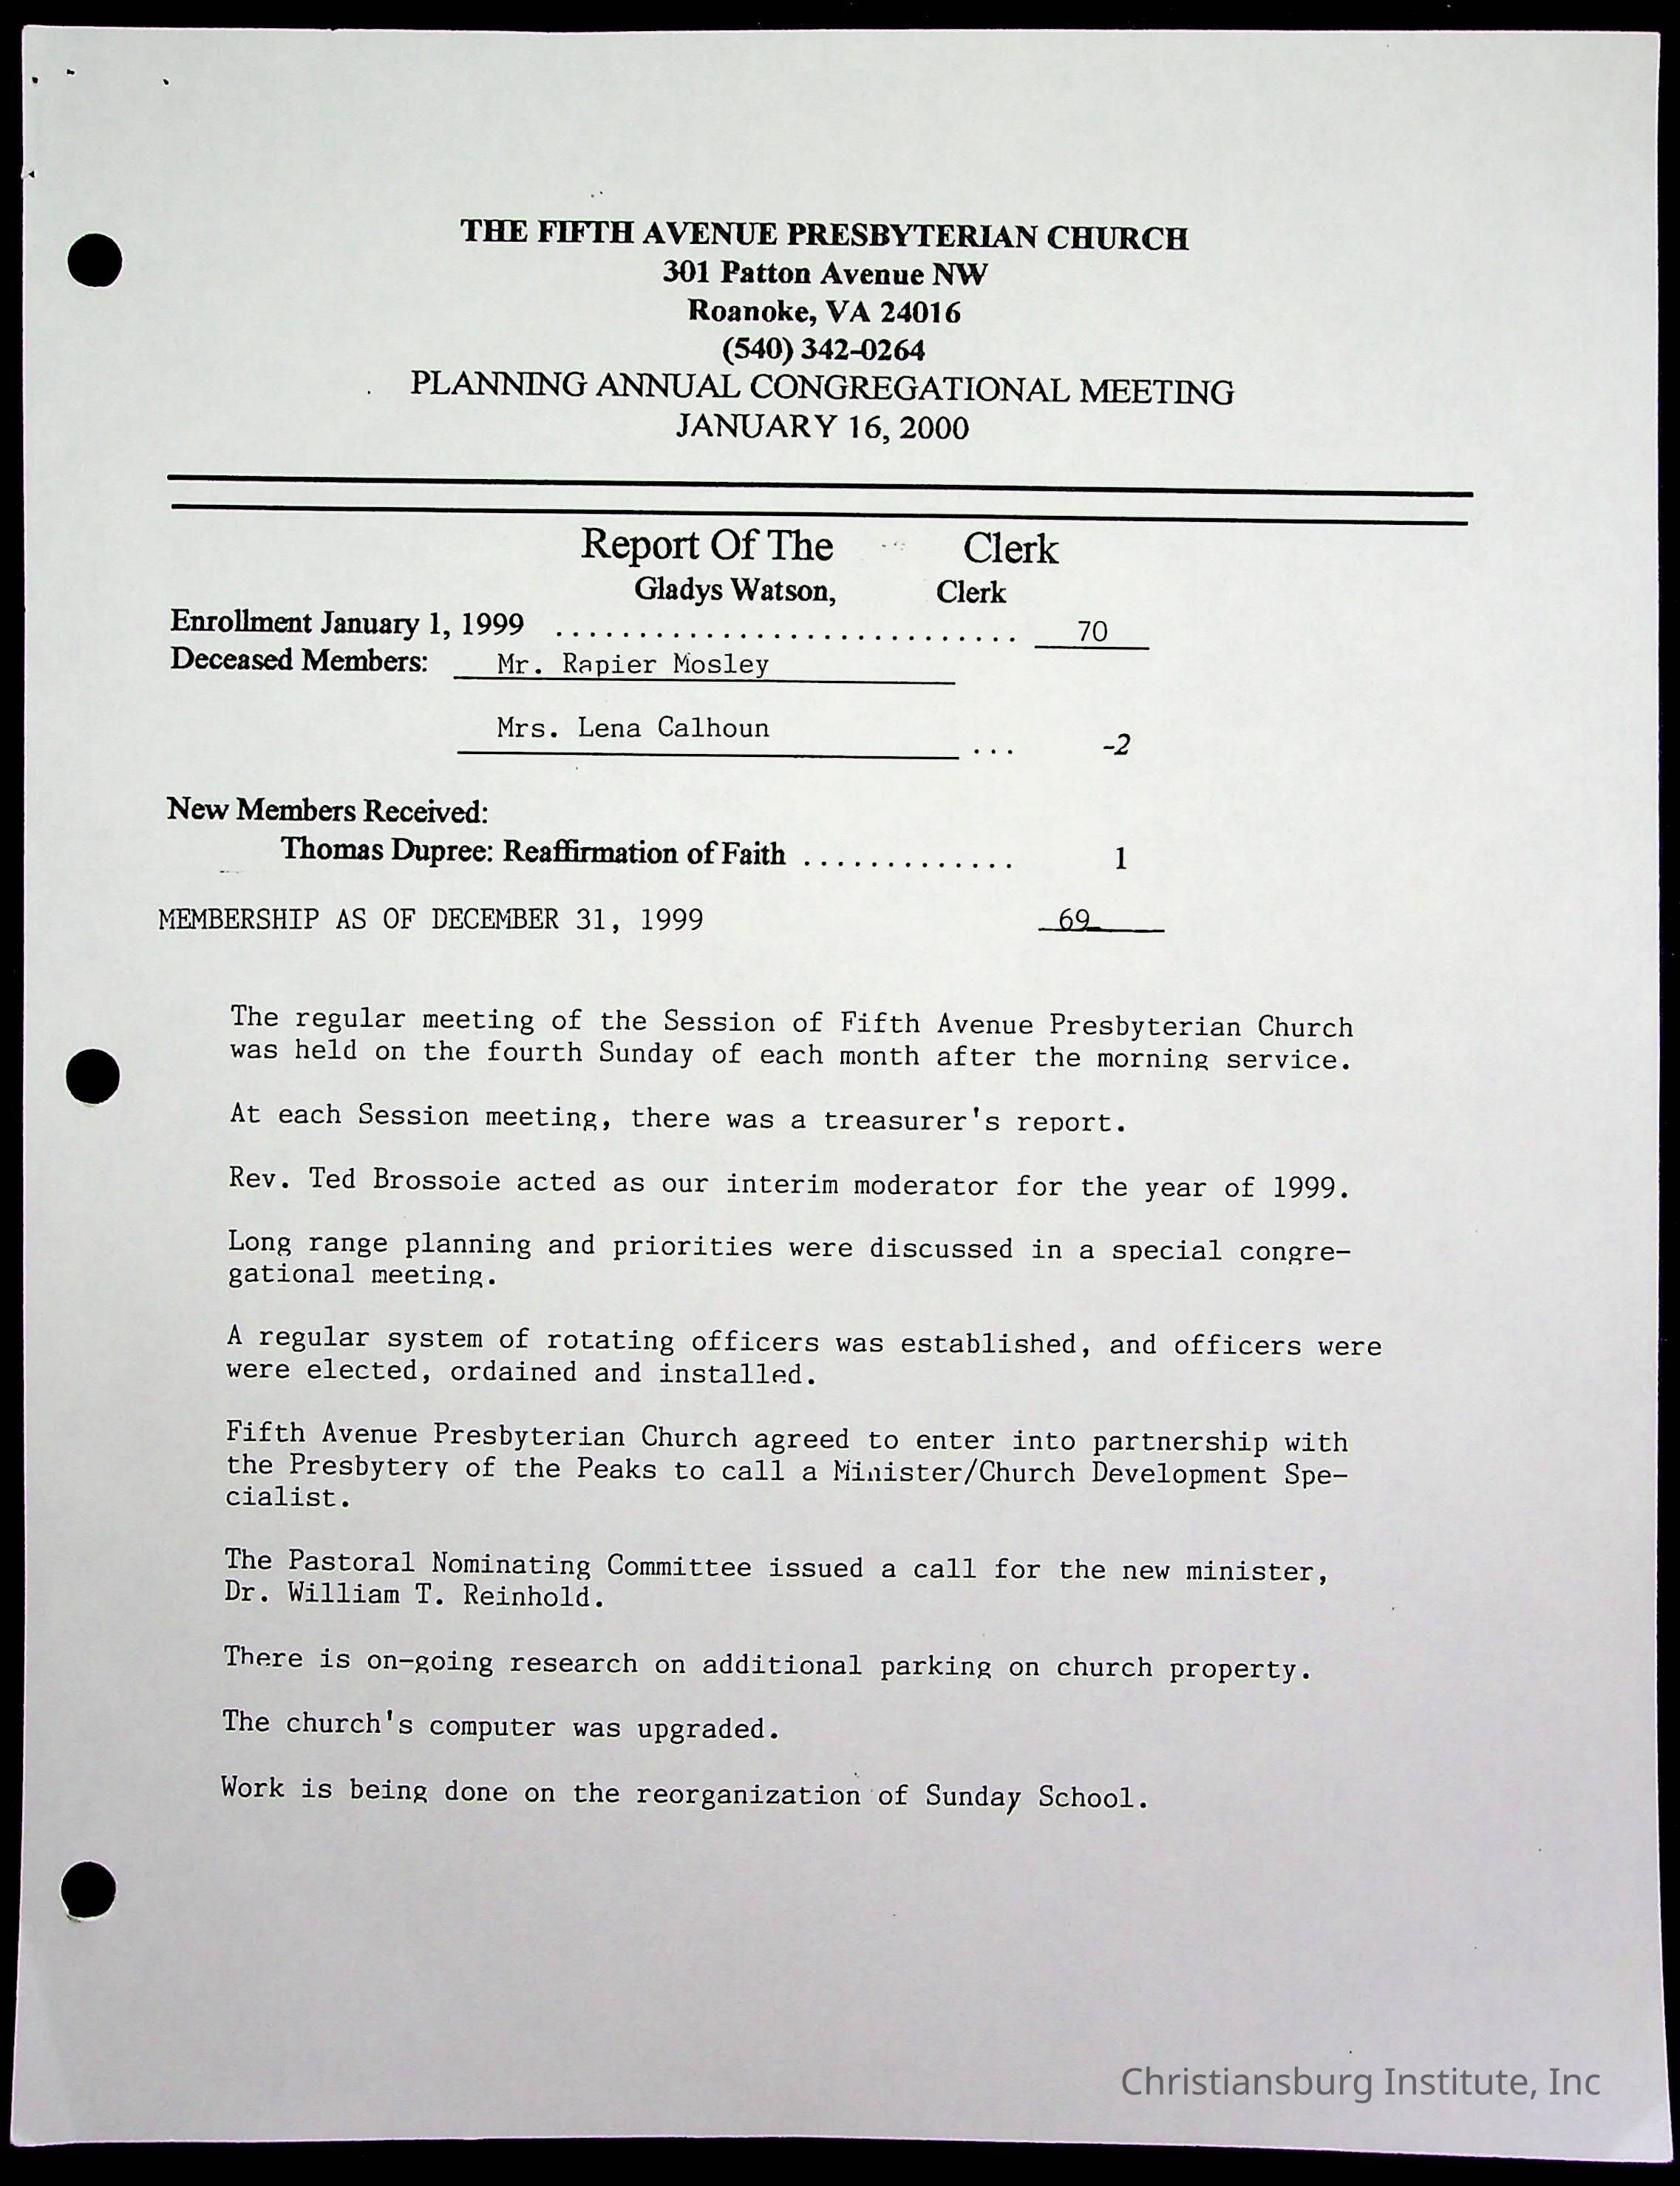 THE FIFTH AVENUE PRESBYTERIAN CHURCH
301 Patton Avenue NW
Roanoke, VA 24016
(540) 342-0264
PLANNING ANNUAL CONGREGATIONAL MEETING
JANUARY 16, 2000
Report Of The Clerk
Gladys Watson, Clerk
Enrollment January 1, 1999 ............................. 70
Deceased Members: Mr. Rapier Mosley
Mrs. Lena Calhoun ... -2
New Members Received:
Thomas Dupree: Reaffirmation of Faith ............. 1
MEMBERSHIP AS OF DECEMBER 31, 1999 69
The regular meeting of the Session of Fifth Avenue Presbyterian Church
was held on the fourth Sunday of each month after the morning service.
At each Session meeting, there was a treasurer's report.
Rev. Ted Brossoie acted as our interim moderator for the year of 1999.
Long range planning and priorities were discussed in a special congre-
gational meeting.
A regular system of rotating officers was established, and officers were
were elected, ordained and installed.
Fifth Avenue Presbyterian Church agreed to enter into partnership with
the Presbytery of the Peaks to call a Minister/Church Development Spe-
cialist.
The Pastoral Nominating Committee issued a call for the new minister,
Dr. William T. Reinhold.
There is on-going research on additional parking on church property.
The church's computer was upgraded.
Work is being done on the reorganization of Sunday School.
Christiansburg Institute, Inc